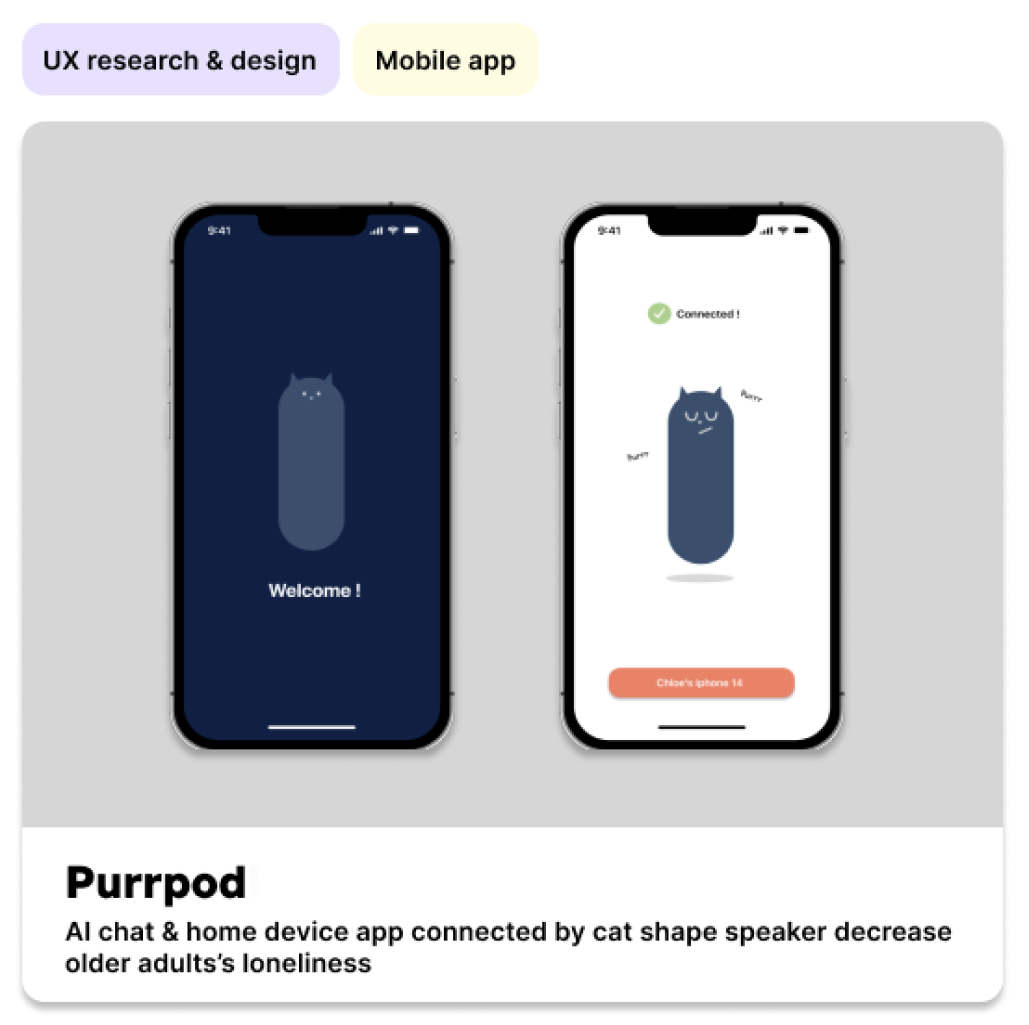 UX research & design
Mobile app
9:41
Welcome !
9:41
Connected !
Purrr
Purrr
Chloe's Iphone 14
Purrpod
AI chat & home device app connected by cat shape speaker decrease
older adults's loneliness